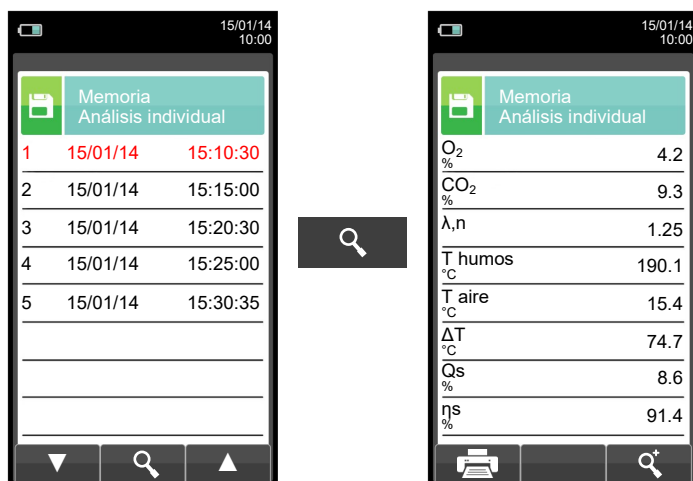 15/01/14
10:00
Memoria
Análisis individual
1 15/01/14 15:10:30
2 15/01/14 15:15:00
3 15/01/14 15:20:30
4 15/01/14 15:25:00
5 15/01/14 15:30:35
15/01/14
10:00
Memoria
Análisis individual
O₂ % 4.2
CO₂ % 9.3
λ,n 1.25
T humos °C 190.1
T aire °C 15.4
ΔT °C 74.7
Qs % 8.6
ηs % 91.4